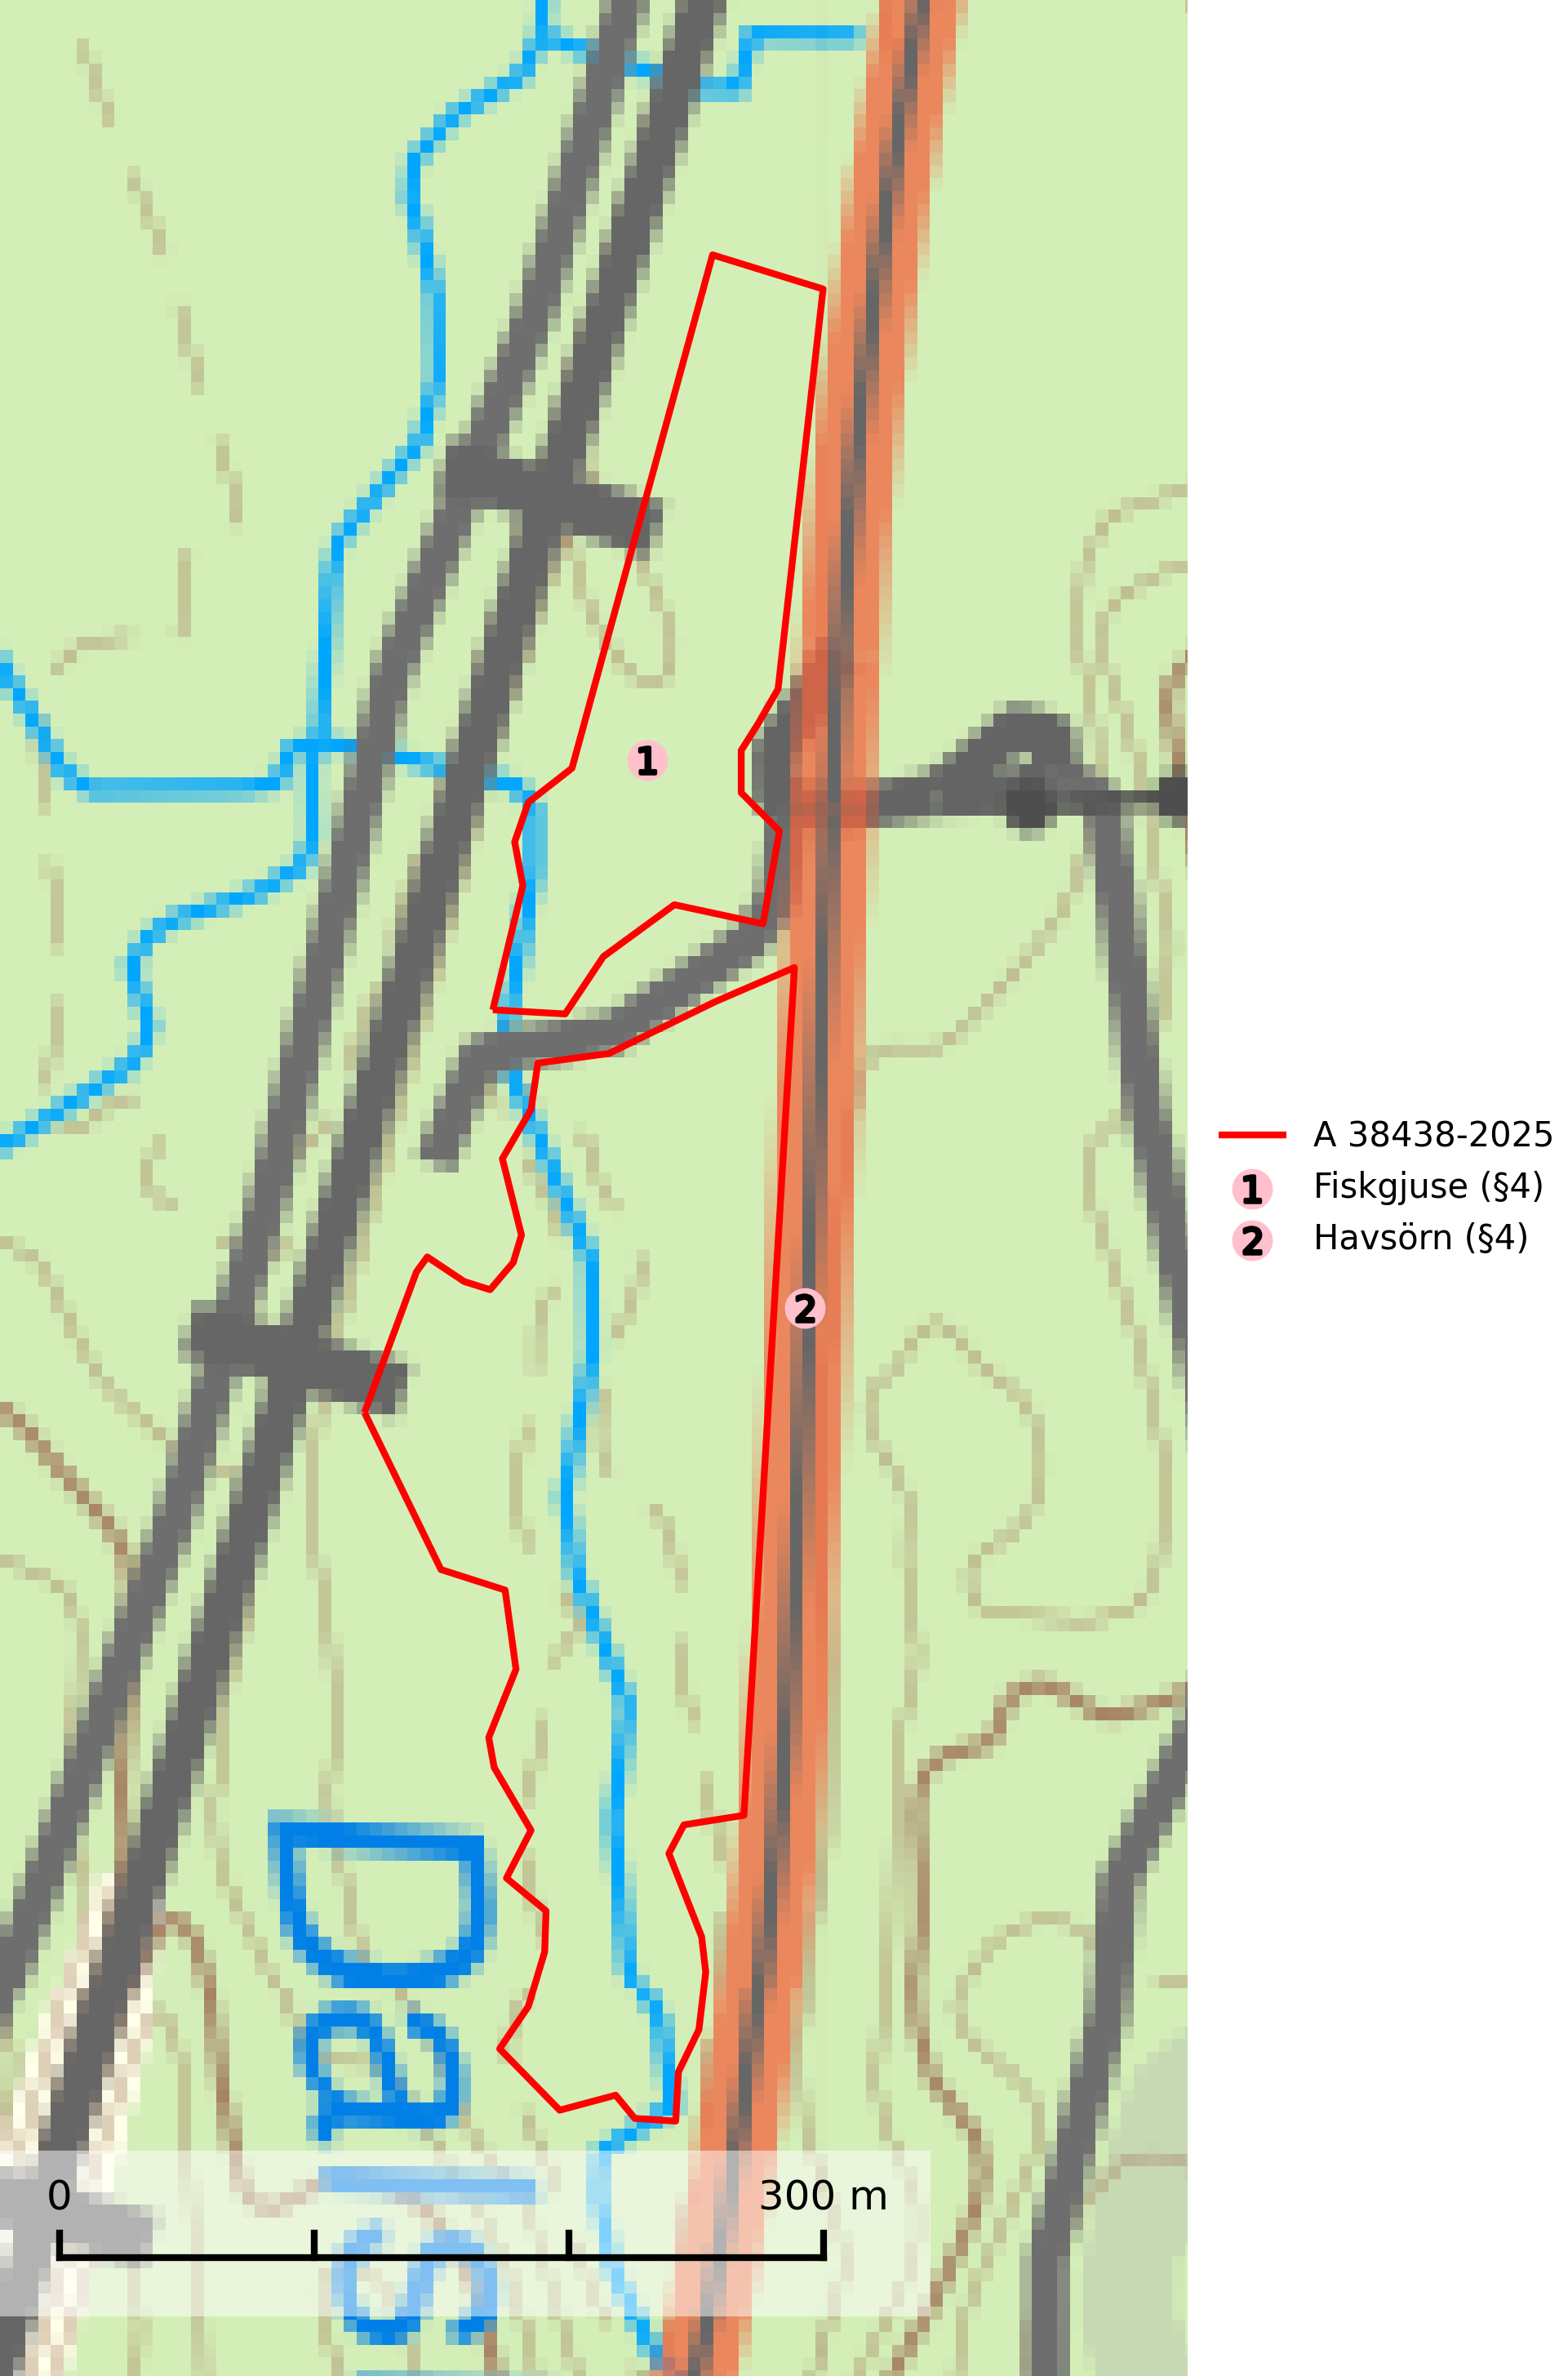 1
2
A 38438-2025
1 Fiskgjuse (§4)
2 Havsörn (§4)
0 300 m